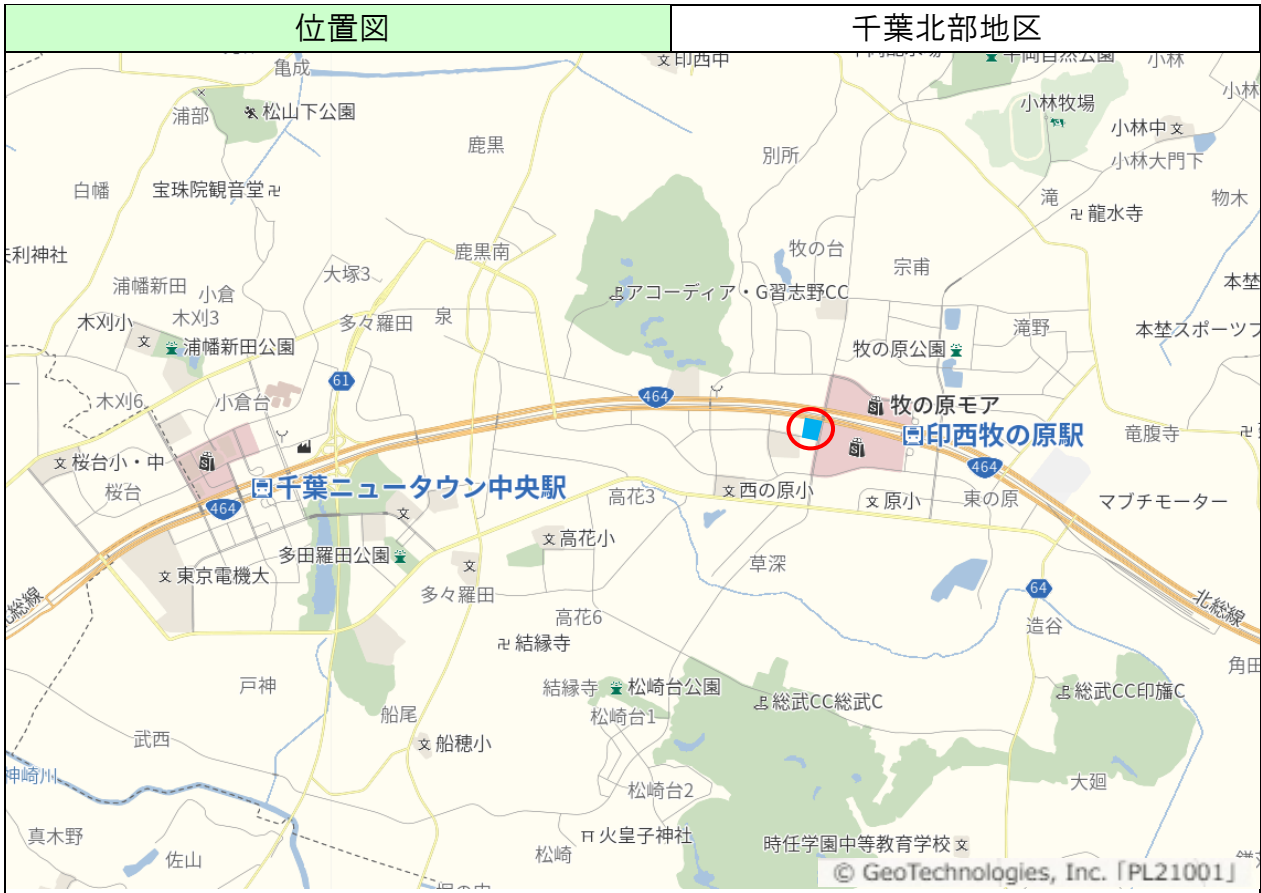 位置図
千葉北部地区
亀成
印西中
小林
小林牧場
浦部
松山下公園
小林中
鹿黒
別所
小林大門下
白幡
宝珠院観音堂
滝
物木
龍水寺
鹿黒南
牧の台
宗甫
大塚3
浦幡新田
小倉
アコーディア・G習志野CC
木刈小
木刈3
多々羅田
泉
滝野
浦幡新田公園
牧の原公園
61
464
木刈6
小倉台
牧の原モア
印西牧の原駅
竜腹寺
桜台小・中
桜台
千葉ニュータウン中央駅
464
464
高花3
西の原小
原小
東の原
マブチモーター
高花小
多田羅田公園
草深
東京電機大
64
多々羅田
北総線
高花6
造谷
結縁寺
戸神
結縁寺
松崎台公園
総武CC総武C
総武CC印旛C
船尾
松崎台1
武西
船穂小
神崎川
大廻
松崎台2
真木野
火皇子神社
時任学園中等教育学校
佐山
松崎
© GeoTechnologies, Inc.「PL21001」